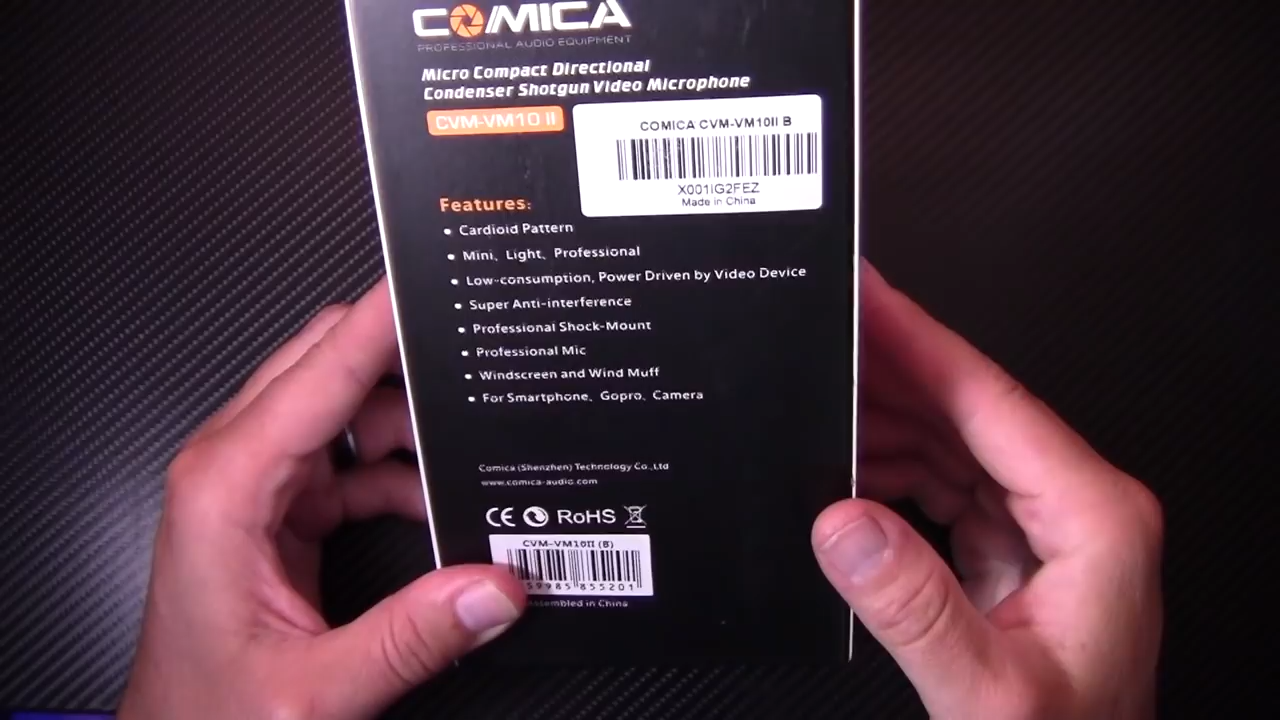 COMICA
PROFESSIONAL AUDIO EQUIPMENT
Micro Compact Directional
Condenser Shotgun Video Microphone
CVM-VM10 II
COMICA CVM-VM10II B
X001IG2FEZ
Made in China
Features:
• Cardioid Pattern
• Mini、Light、Professional
• Low-consumption, Power Driven by Video Device
• Super Anti-interference
• Professional Shock-Mount
• Professional Mic
• Windscreen and Wind Muff
• For Smartphone、Gopro、Camera
Comica (Shenzhen) Technology Co.,Ltd
www.comica-audio.com
CE RoHS
CVM-VM10II (B)
59985 855201
Assembled in China